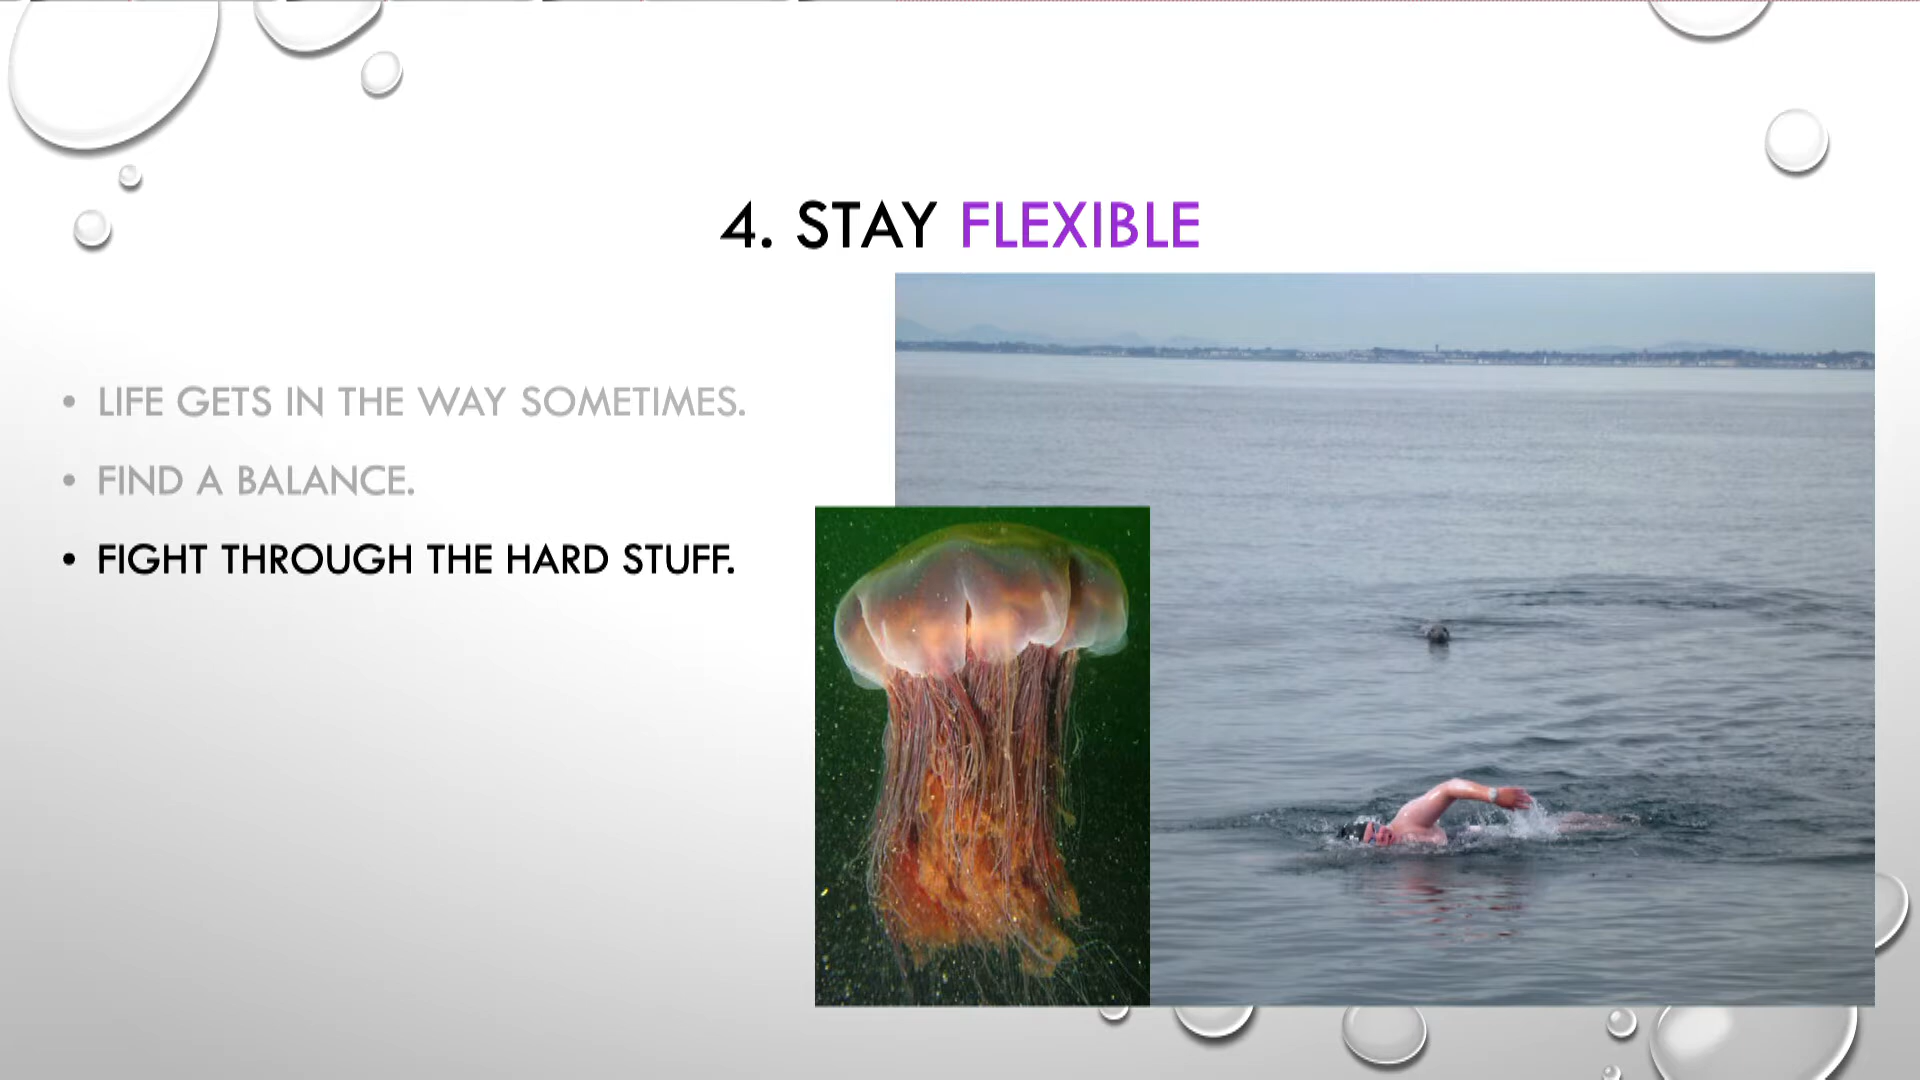 4. STAY FLEXIBLE
• LIFE GETS IN THE WAY SOMETIMES.
• FIND A BALANCE.
• FIGHT THROUGH THE HARD STUFF.